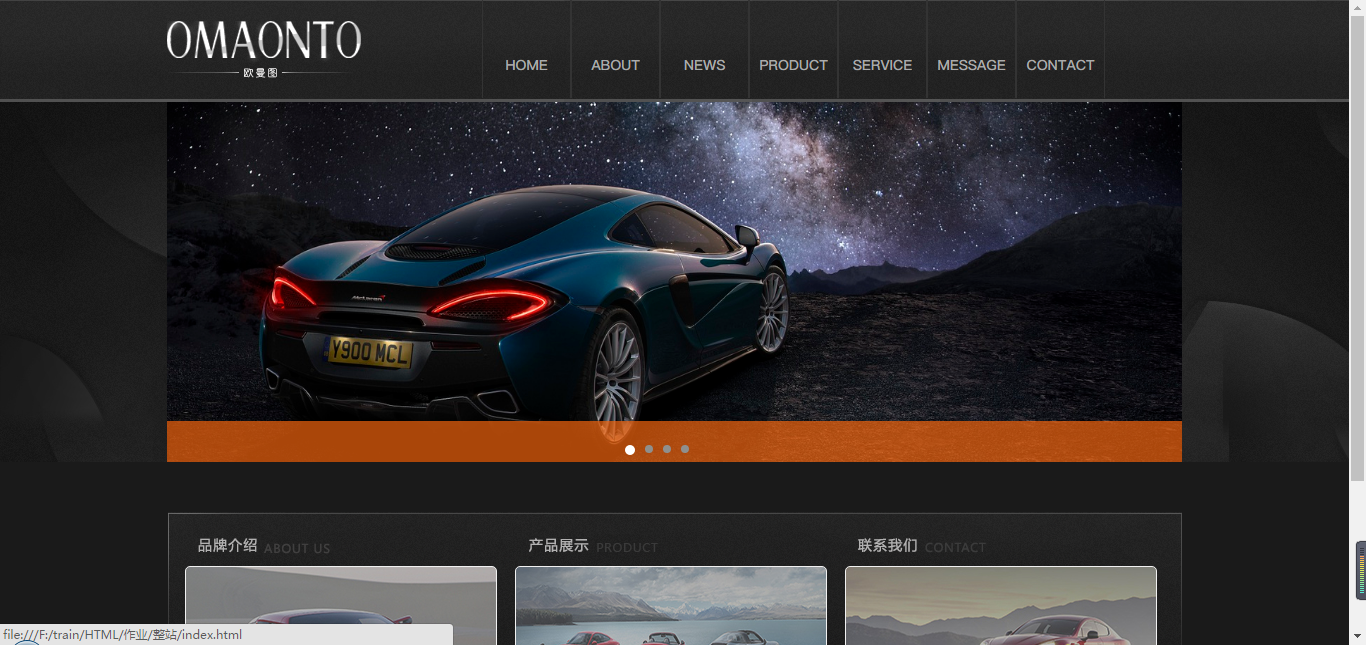 OMAONTO
欧曼图
HOME ABOUT NEWS PRODUCT SERVICE MESSAGE CONTACT
McLaren
Y900 MCL
品牌介绍 ABOUT US 产品展示 PRODUCT 联系我们 CONTACT
file:///F:/train/HTML/作业/整站/index.html